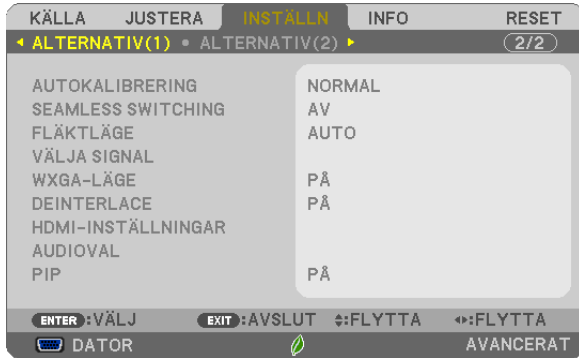 KÄLLA JUSTERA INSTÄLLN INFO RESET
ALTERNATIV(1) • ALTERNATIV(2) 2/2
AUTOKALIBRERING NORMAL
SEAMLESS SWITCHING AV
FLÄKTLÄGE AUTO
VÄLJA SIGNAL
WXGA-LÄGE PÅ
DEINTERLACE PÅ
HDMI-INSTÄLLNINGAR
AUDIOVAL
PIP PÅ
ENTER:VÄLJ EXIT:AVSLUT :FLYTTA :FLYTTA
DATOR AVANCERAT